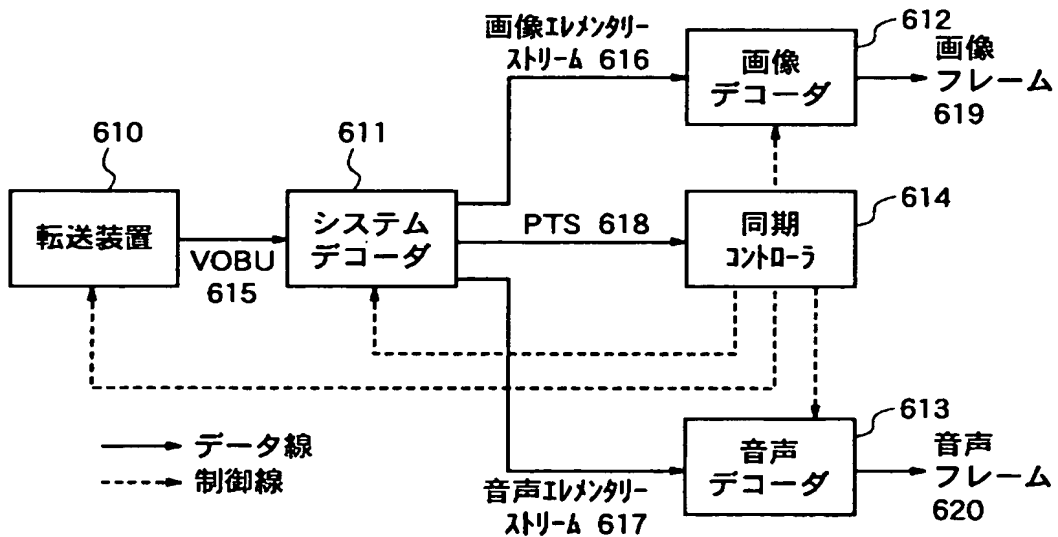 画像エレメンタリー
ストリーム 616
612
画像
デコーダ
画像
フレーム
619
610
611
614
転送装置
VOBU
615
システム
デコーダ
PTS 618
同期
コントローラ
613
音声
デコーダ
音声
フレーム
620
音声エレメンタリー
ストリーム 617
データ線
制御線